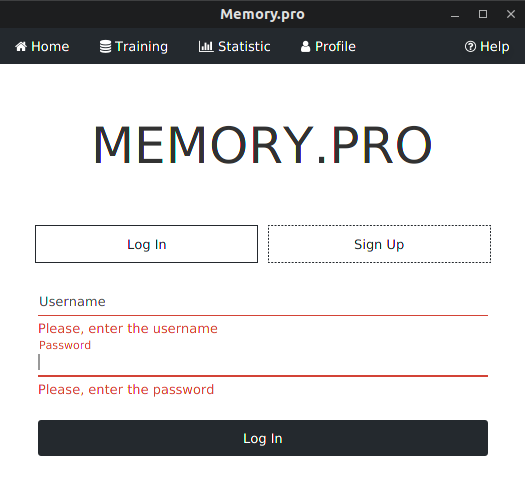 Memory.pro
Home Training Statistic Profile Help
MEMORY.PRO
Log In Sign Up
Username
Please, enter the username
Password
Please, enter the password
Log In